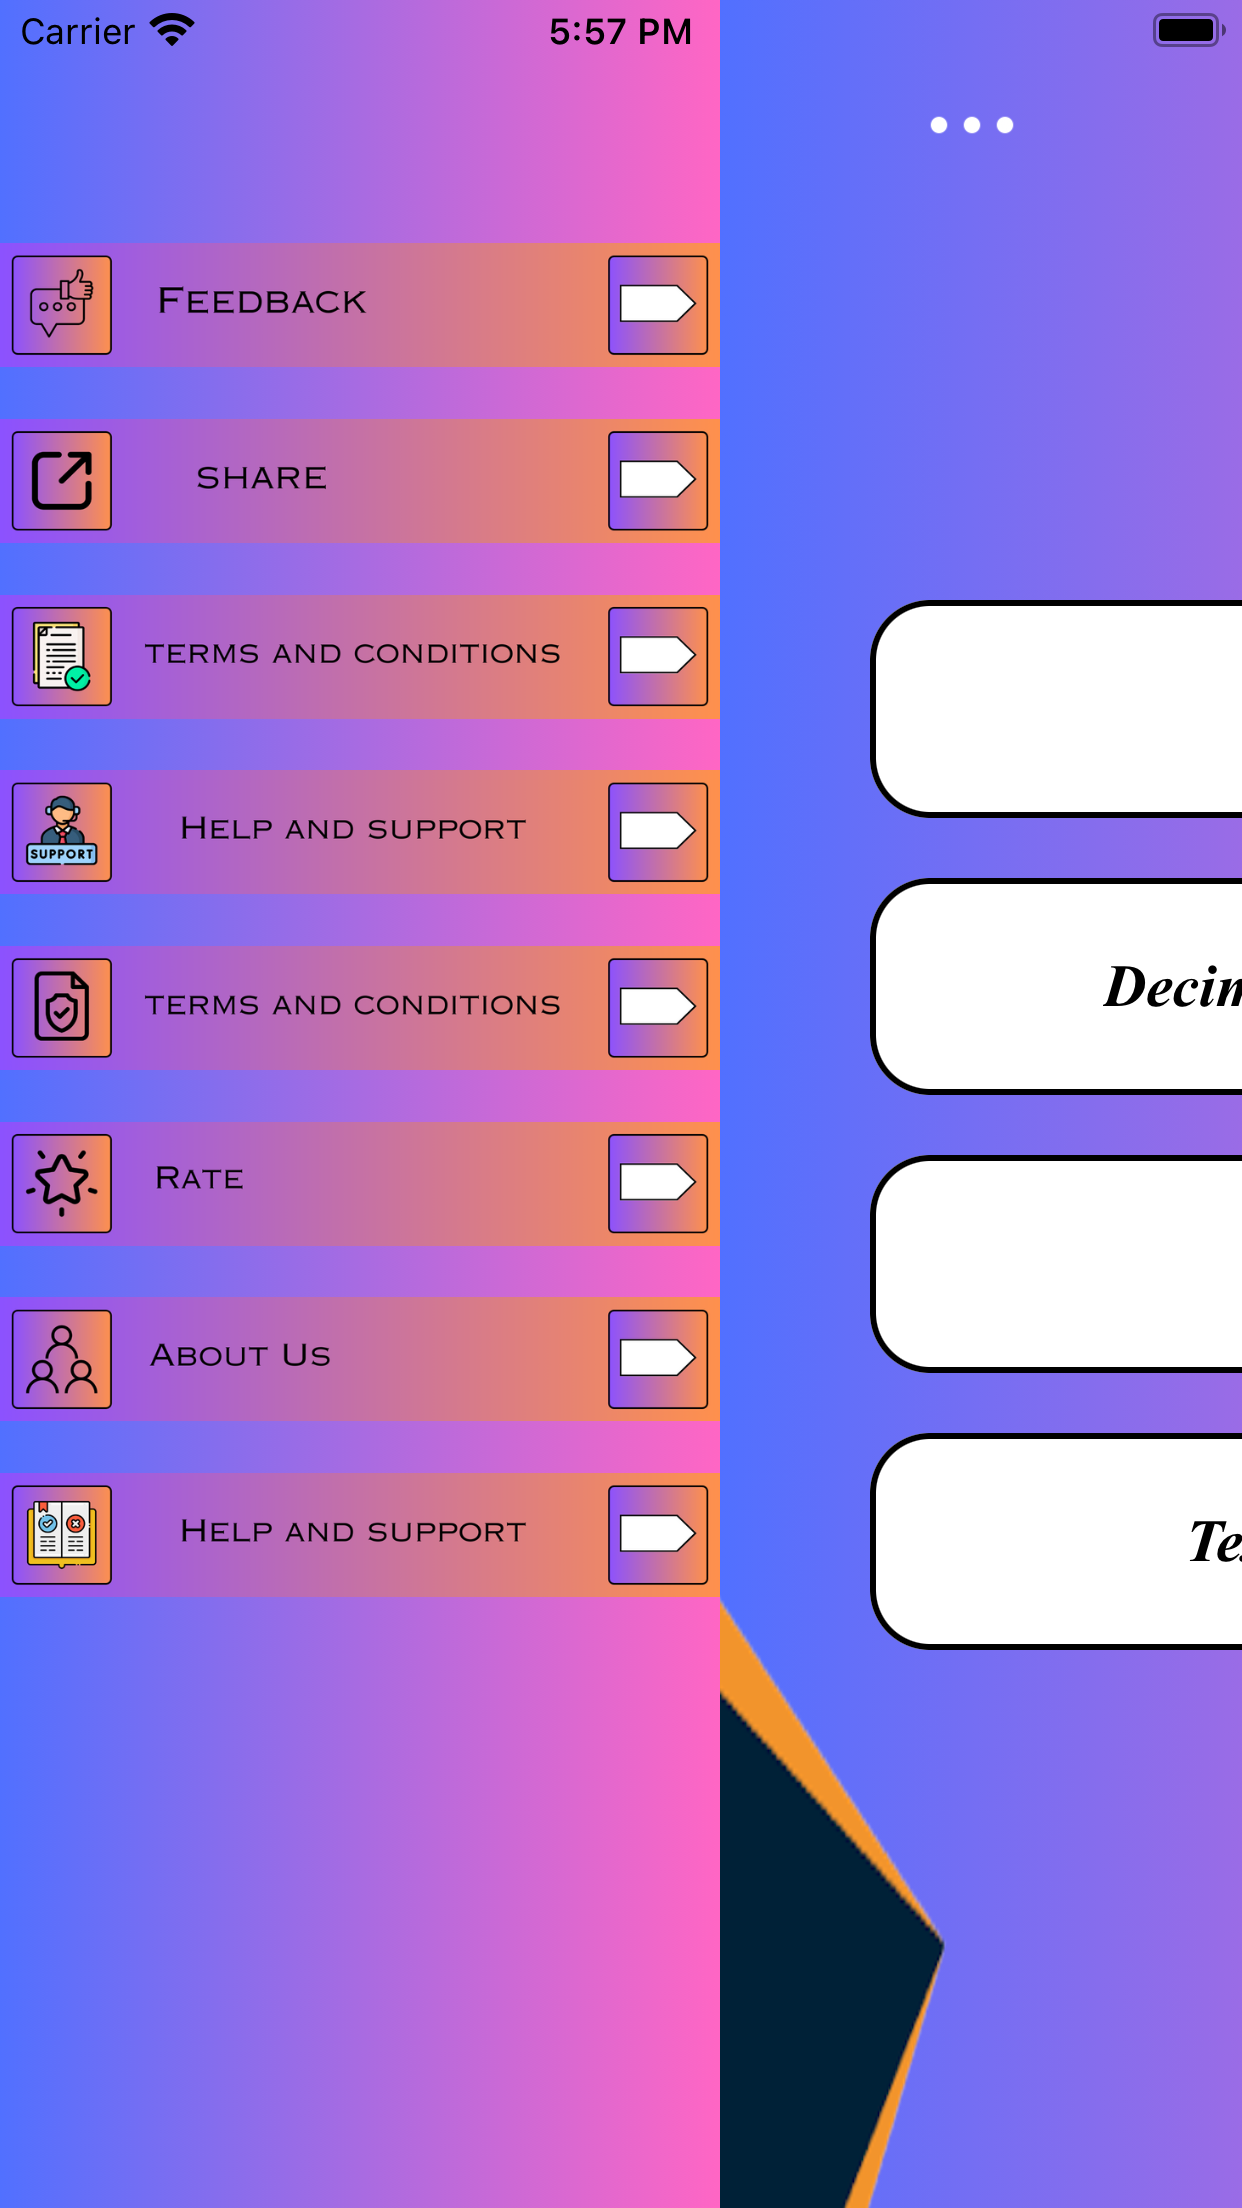 Carrier 5:57 PM
Feedback
SHARE
TERMS AND CONDITIONS
Help and support
SUPPORT
TERMS AND CONDITIONS
Rate
About Us
Help and support